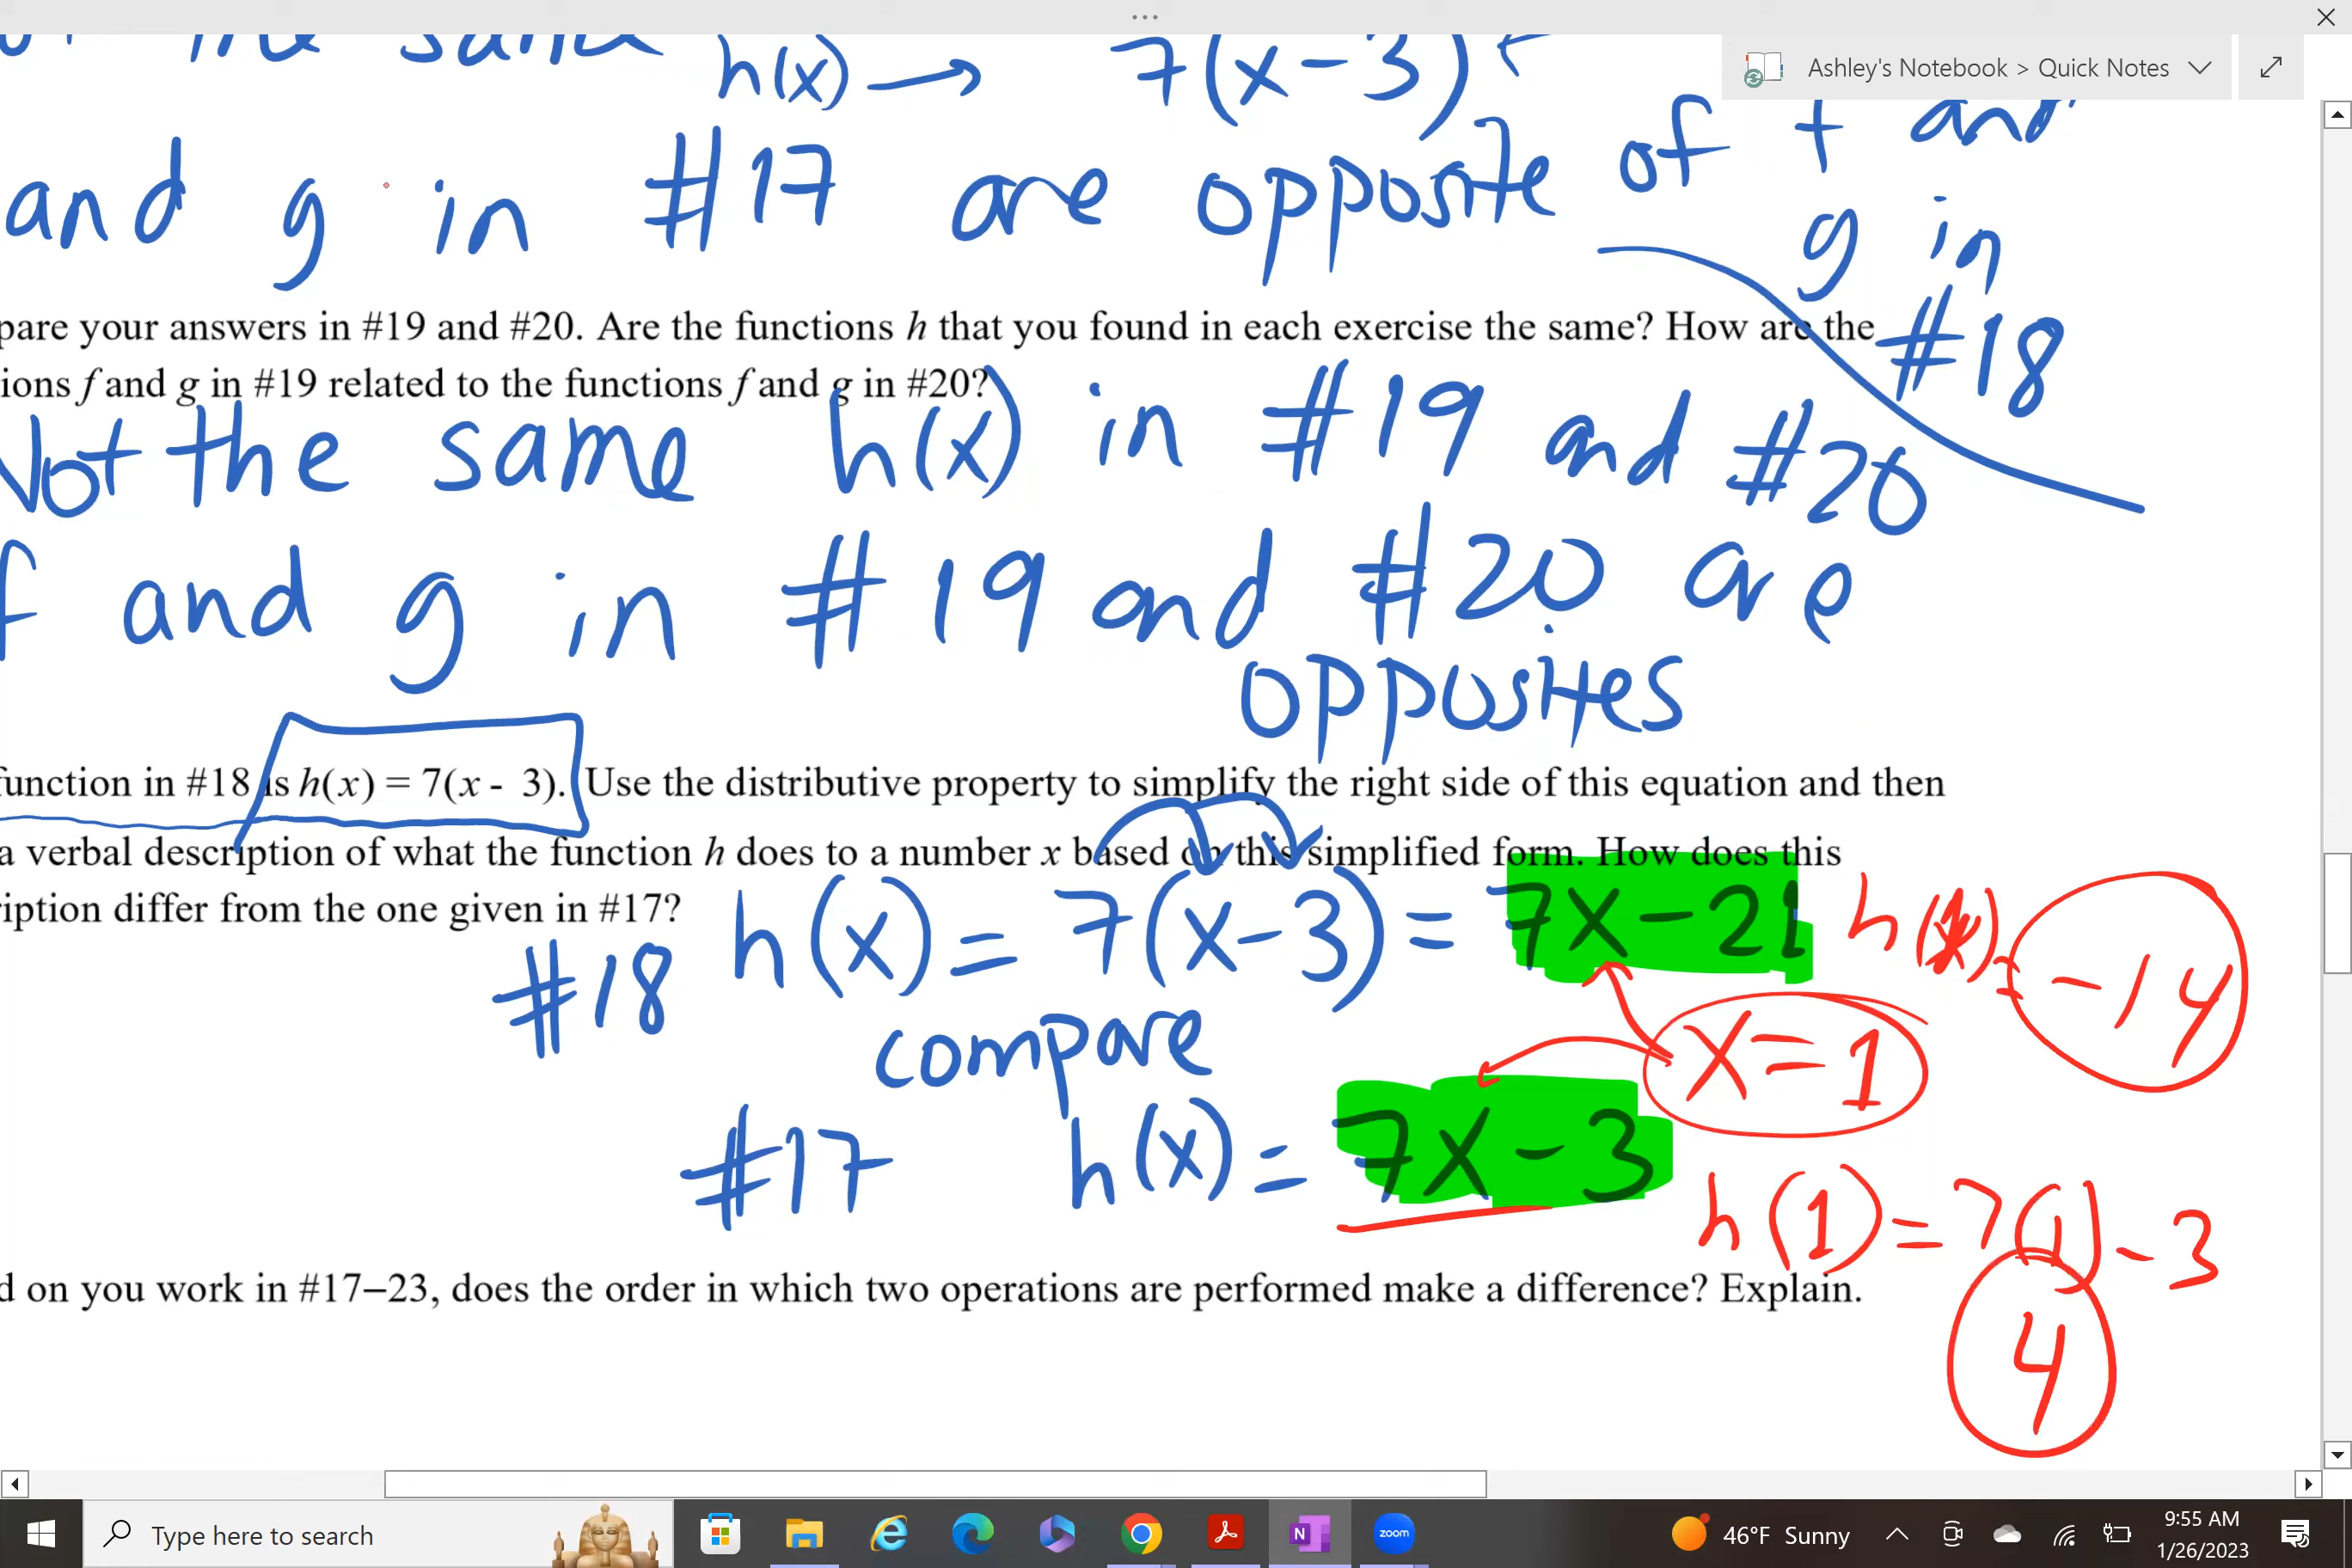 the same h(x) → 7(x-3)
Ashley's Notebook > Quick Notes
and g in #17 are opposite of f and
g in
#18
pare your answers in #19 and #20. Are the functions h that you found in each exercise the same? How are the
ions f and g in #19 related to the functions f and g in #20?
Not the same h(x) in #19 and #20
f and g in #19 and #20 are
opposites
function in #18 is h(x) = 7(x - 3). Use the distributive property to simplify the right side of this equation and then
a verbal description of what the function h does to a number x based on this simplified form. How does this
ription differ from the one given in #17?
#18 h(x) = 7(x-3) = 7x-21 h(1) = -14
compare x=1
#17 h(x) = 7x-3 h(1) = 7(1)-3
4
d on you work in #17–23, does the order in which two operations are performed make a difference? Explain.
Type here to search
zoom
46°F Sunny
9:55 AM
1/26/2023